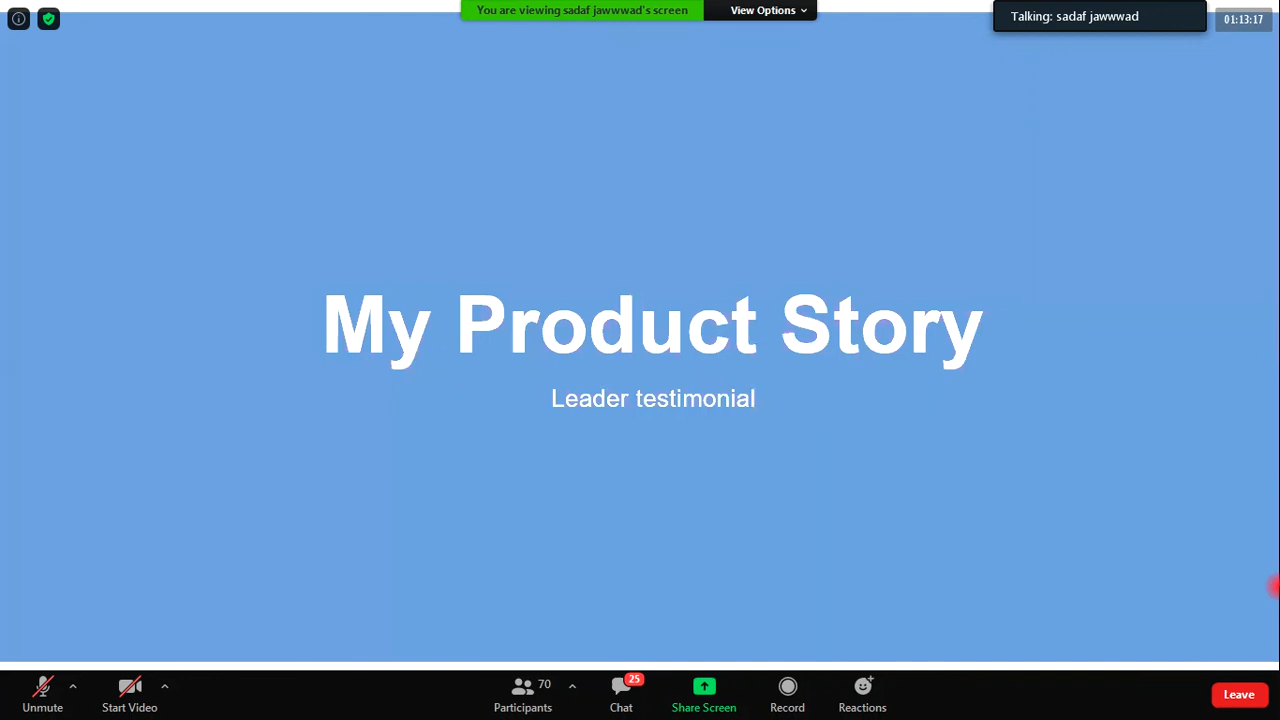 You are viewing sadaf jawwwad's screen
View Options
Talking: sadaf jawwwad
01:13:17
My Product Story
Leader testimonial
Unmute
Start Video
70
Participants
25
Chat
Share Screen
Record
Reactions
Leave